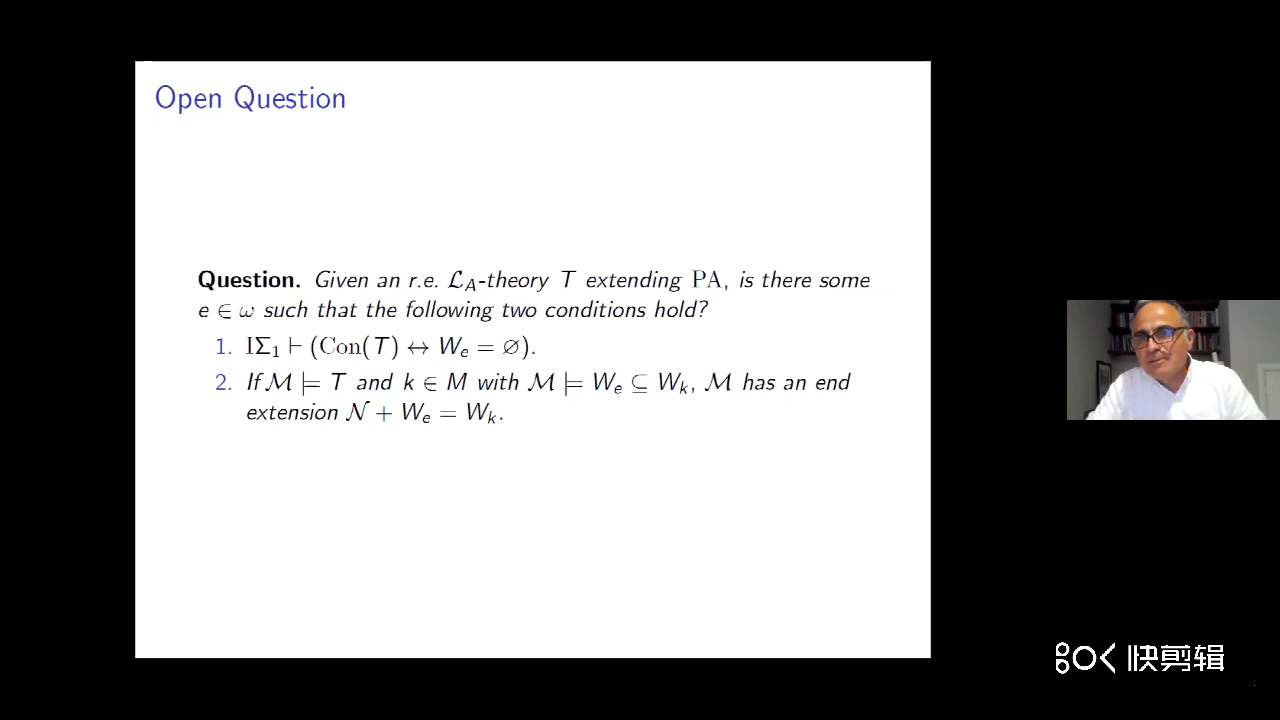 Open Question
Question. Given an r.e. ℒ_A-theory T extending PA, is there some
e ∈ ω such that the following two conditions hold?
1. IΣ₁ ⊢ (Con(T) ↔ W_e = ∅).
2. If ℳ ⊨ T and k ∈ M with ℳ ⊨ W_e ⊆ W_k, ℳ has an end
extension 𝒩 + W_e = W_k.
快剪辑